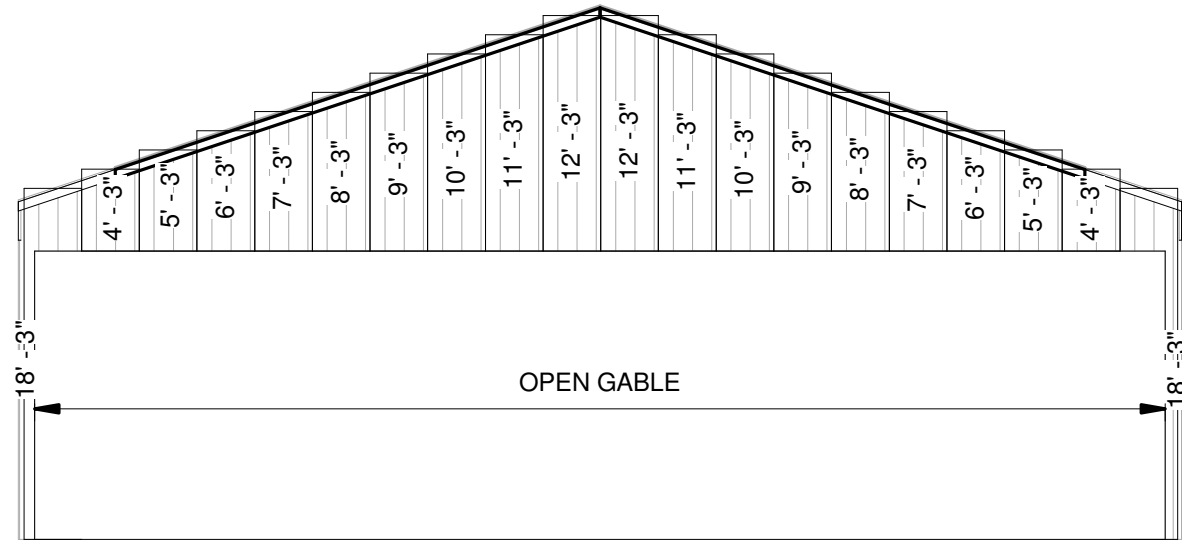 18' - 3"
4' - 3"
5' - 3"
6' - 3"
7' - 3"
8' - 3"
9' - 3"
10' - 3"
11' - 3"
12' - 3"
12' - 3"
11' - 3"
10' - 3"
9' - 3"
8' - 3"
7' - 3"
6' - 3"
5' - 3"
4' - 3"
18' - 3"
OPEN GABLE